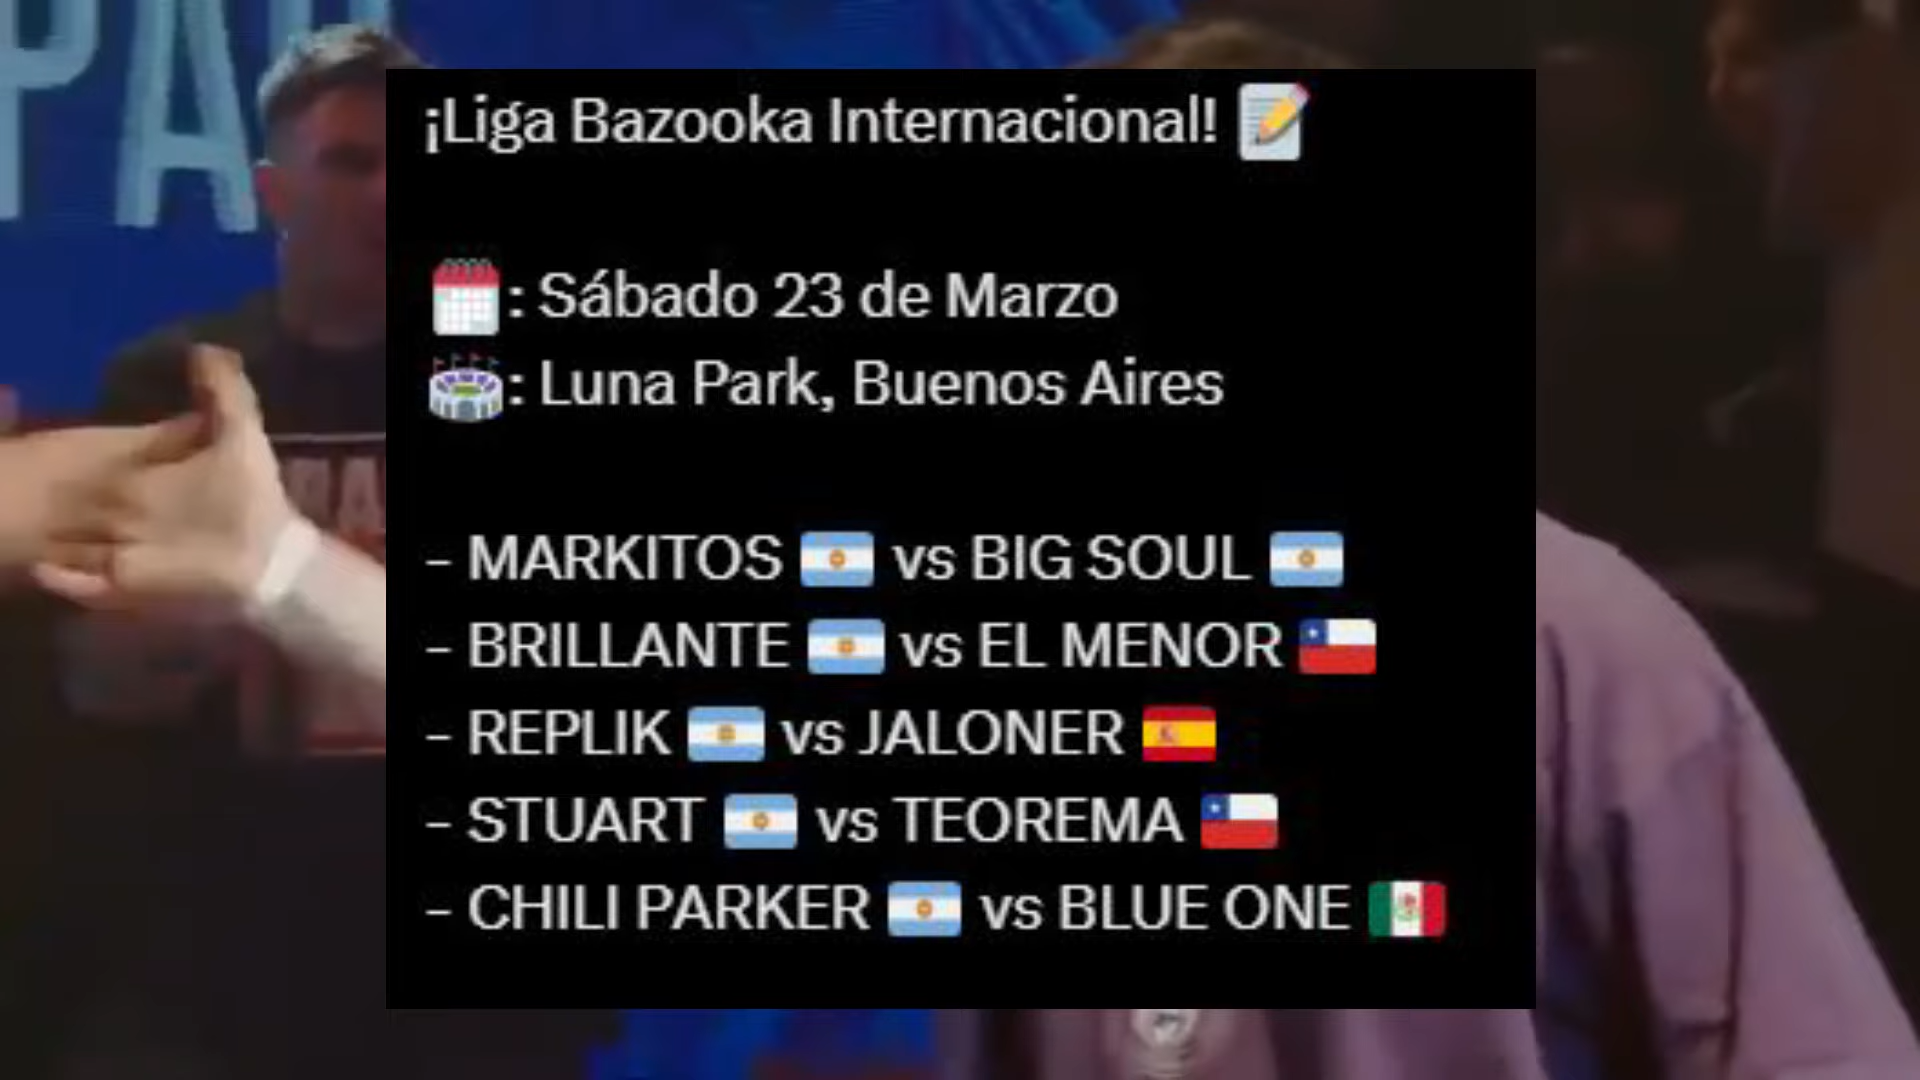 PA
¡Liga Bazooka Internacional! 📝
🗓️: Sábado 23 de Marzo
🏟️: Luna Park, Buenos Aires
- MARKITOS 🇦🇷 vs BIG SOUL 🇦🇷
- BRILLANTE 🇦🇷 vs EL MENOR 🇨🇱
- REPLIK 🇦🇷 vs JALONER 🇪🇸
- STUART 🇦🇷 vs TEOREMA 🇨🇱
- CHILI PARKER 🇦🇷 vs BLUE ONE 🇲🇽